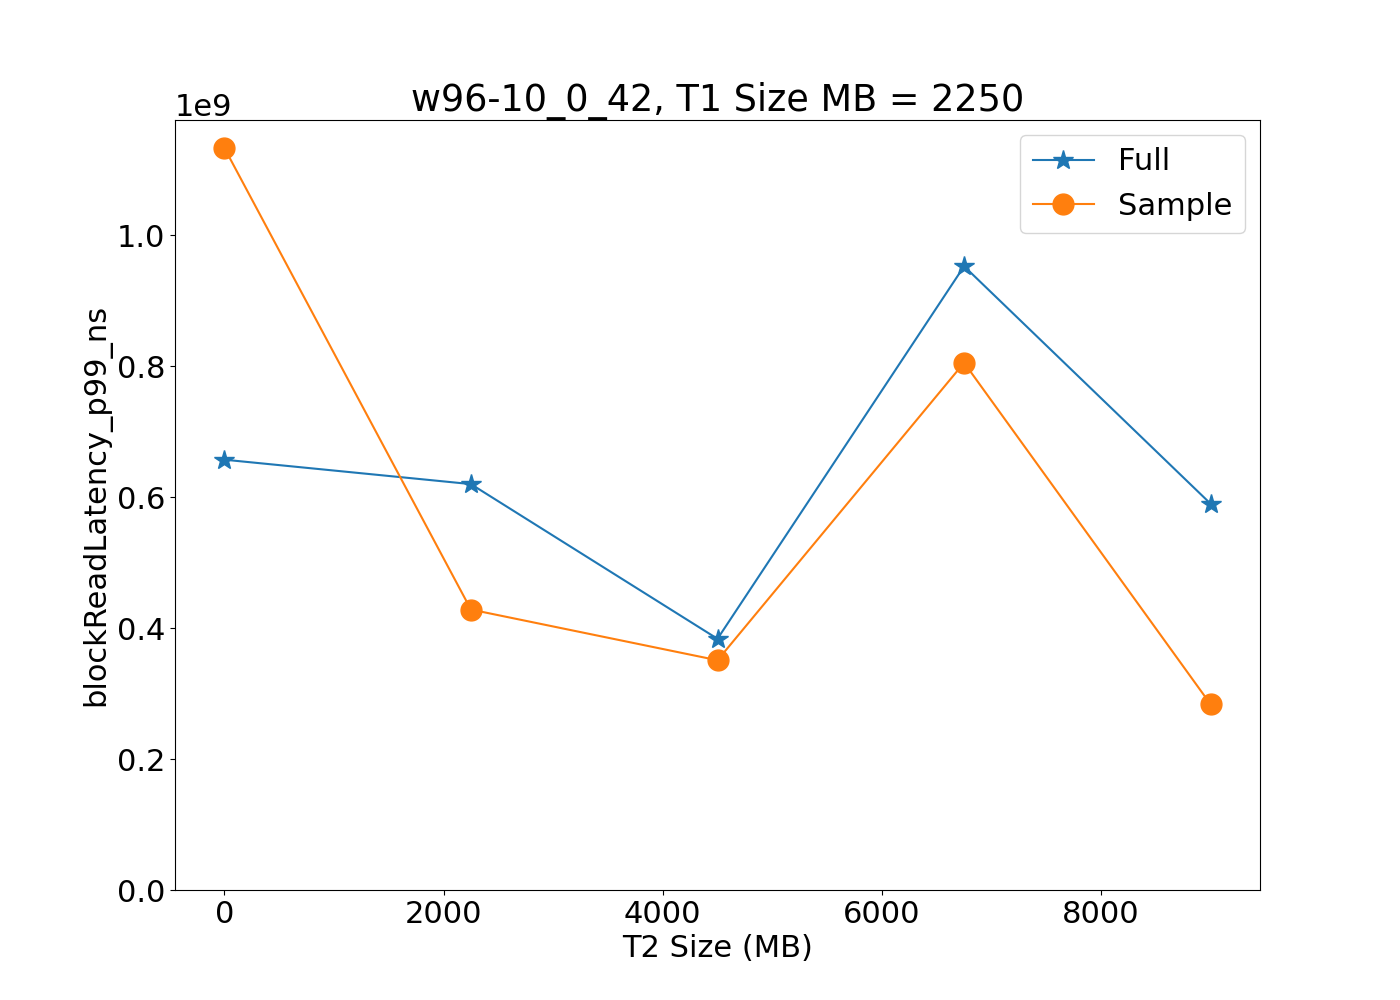 w96-10_0_42, T1 Size MB = 2250
1e9
Full
Sample
1.0
0.8
0.6
0.4
0.2
0.0
blockReadLatency_p99_ns
0 2000 4000 6000 8000
T2 Size (MB)